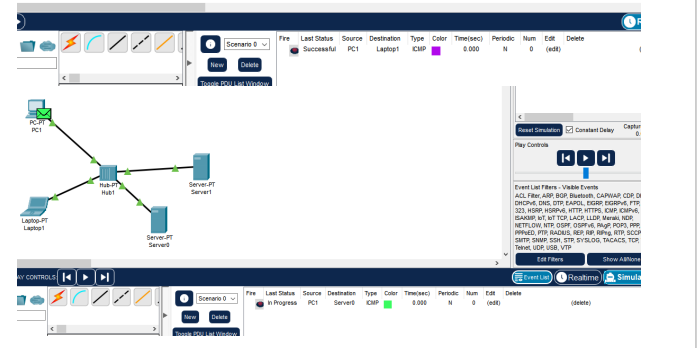 Scenario 0
New Delete
Toggle PDU List Window
Fire Last Status Source Destination Type Color Time(sec) Periodic Num Edit Delete
Successful PC1 Laptop1 ICMP 0.000 N 0 (edit)
PC-PT
PC1
Hub-PT
Hub1
Server-PT
Server1
Laptop-PT
Laptop1
Server-PT
Server0
Reset Simulation Constant Delay Captur
Play Controls
Event List Filters - Visible Events
ACL Filter, ARP, BGP, Bluetooth, CAPWAP, CDP,
DHCPv6, DNS, DTP, EAPOL, EIGRP, EIGRPv6, FTP,
323, HSRP, HSRPv6, HTTP, HTTPS, ICMP, ICMPv6,
ISAKMP, IoT, IoT TCP, LACP, LLDP, Meraki, NDP,
NETFLOW, NTP, OSPF, OSPFv6, PAgP, POP3, PPP,
PPPoED, PTP, RADIUS, REP, RIP, RIPng, RTP, SCCP
SMTP, SNMP, SSH, STP, SYSLOG, TACACS, TCP,
Telnet, UDP, USB, VTP
Edit Filters Show All/None
AY CONTROLS:
Event List Realtime Simula
Scenario 0
New Delete
Toggle PDU List Window
Fire Last Status Source Destination Type Color Time(sec) Periodic Num Edit Delete
In Progress PC1 Server0 ICMP 0.000 N 0 (edit) (delete)